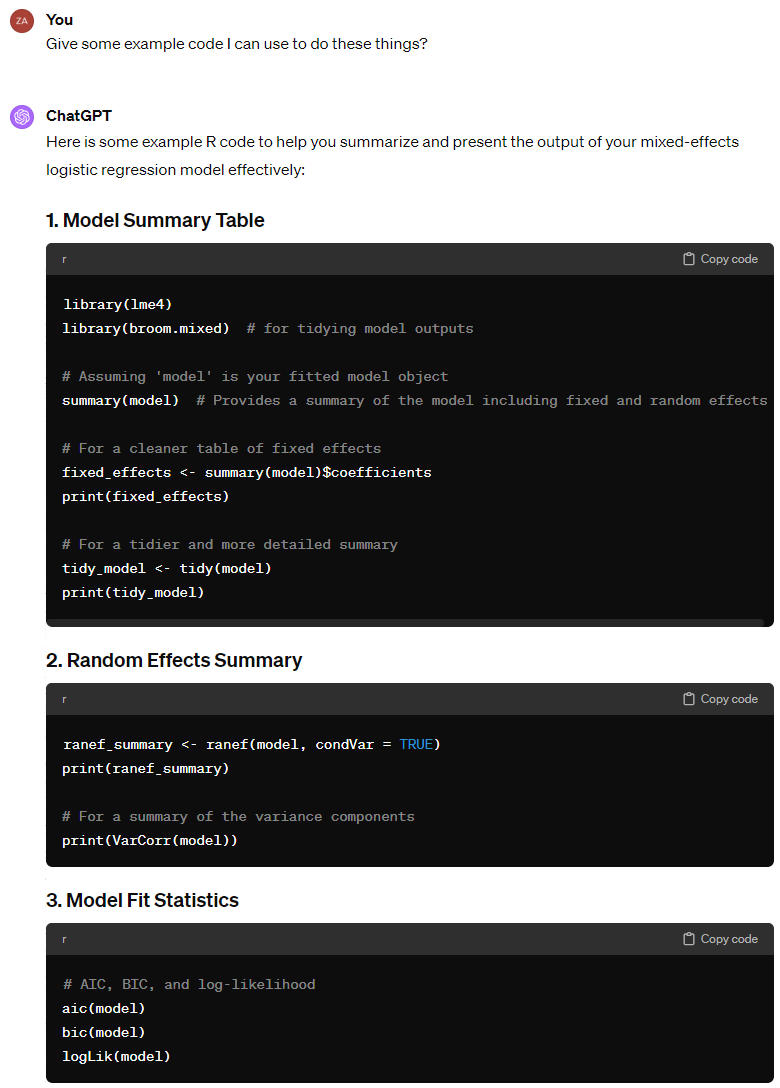 ZA
You
Give some example code I can use to do these things?
ChatGPT
Here is some example R code to help you summarize and present the output of your mixed-effects
logistic regression model effectively:
1. Model Summary Table
r
Copy code
library(lme4)
library(broom.mixed)  # for tidying model outputs
# Assuming 'model' is your fitted model object
summary(model)  # Provides a summary of the model including fixed and random effects
# For a cleaner table of fixed effects
fixed_effects <- summary(model)$coefficients
print(fixed_effects)
# For a tidier and more detailed summary
tidy_model <- tidy(model)
print(tidy_model)
2. Random Effects Summary
r
Copy code
ranef_summary <- ranef(model, condVar = TRUE)
print(ranef_summary)
# For a summary of the variance components
print(VarCorr(model))
3. Model Fit Statistics
r
Copy code
# AIC, BIC, and log-likelihood
aic(model)
bic(model)
logLik(model)